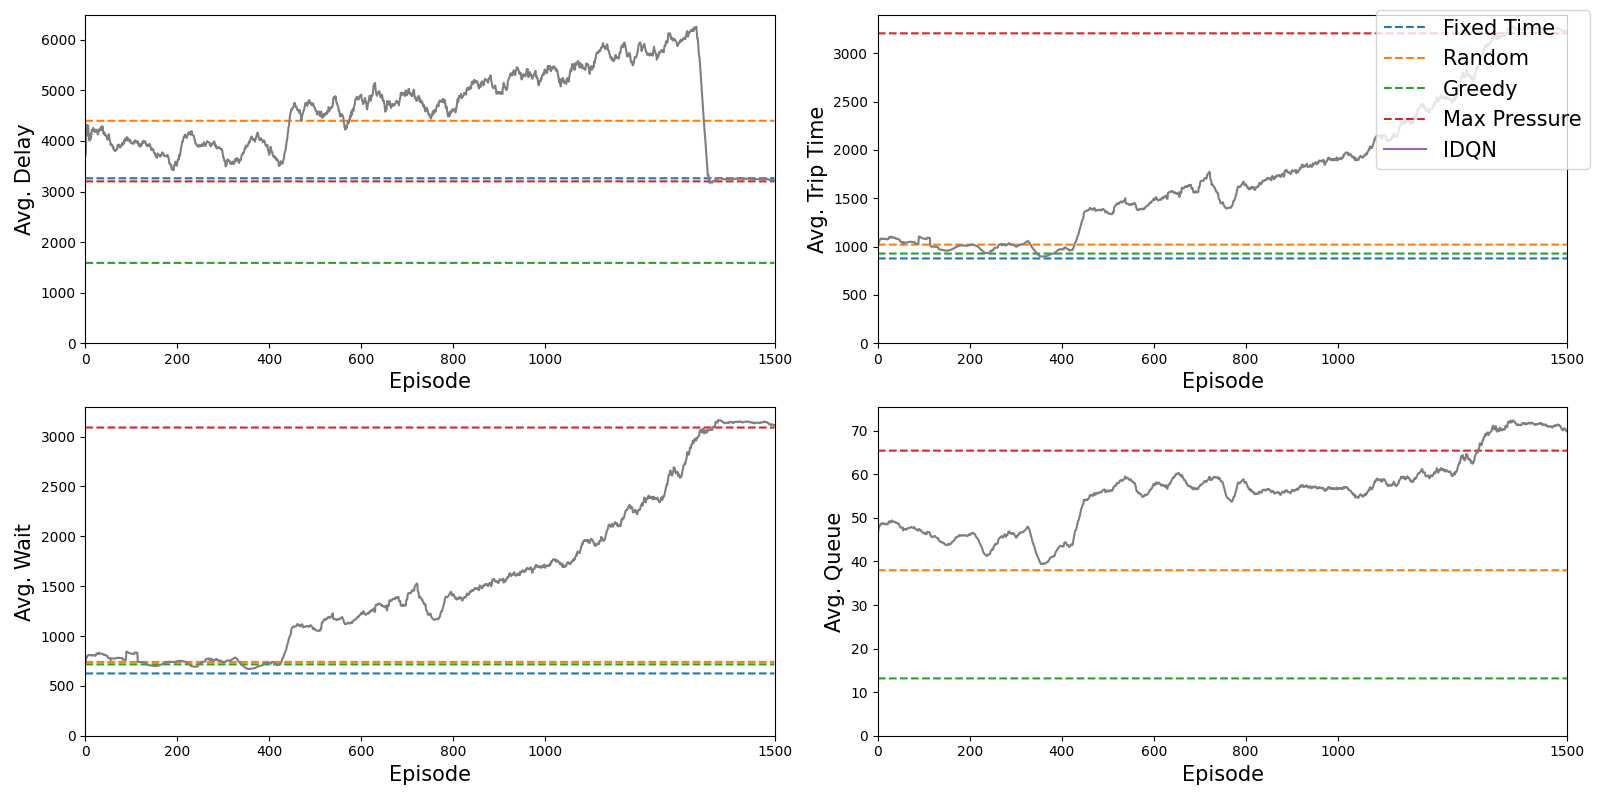 6000
5000
4000
3000
2000
1000
0
Avg. Delay
0 200 400 600 800 1000 1500
Episode
3000
2500
2000
1500
1000
500
0
Avg. Trip Time
0 200 400 600 800 1000 1500
Episode
Fixed Time
Random
Greedy
Max Pressure
IDQN
3000
2500
2000
1500
1000
500
0
Avg. Wait
0 200 400 600 800 1000 1500
Episode
70
60
50
40
30
20
10
0
Avg. Queue
0 200 400 600 800 1000 1500
Episode